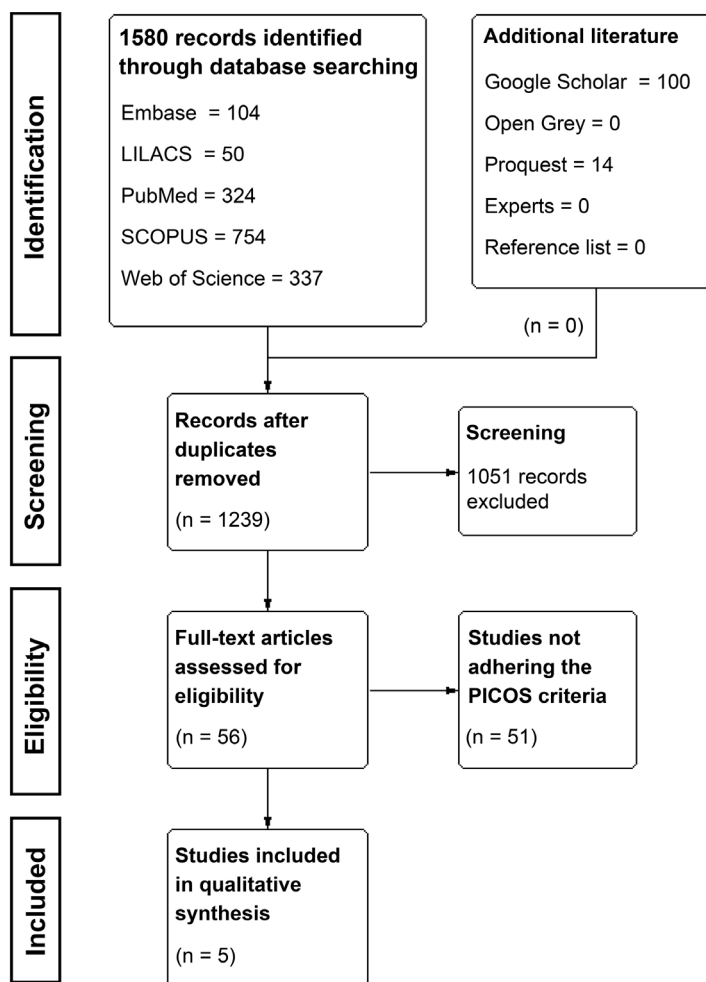 Identification
1580 records identified
through database searching
Embase = 104
LILACS = 50
PubMed = 324
SCOPUS = 754
Web of Science = 337
Additional literature
Google Scholar = 100
Open Grey = 0
Proquest = 14
Experts = 0
Reference list = 0
(n = 0)
Screening
Records after
duplicates
removed
(n = 1239)
Screening
1051 records
excluded
Eligibility
Full-text articles
assessed for
eligibility
(n = 56)
Studies not
adhering the
PICOS criteria
(n = 51)
Included
Studies included
in qualitative
synthesis
(n = 5)